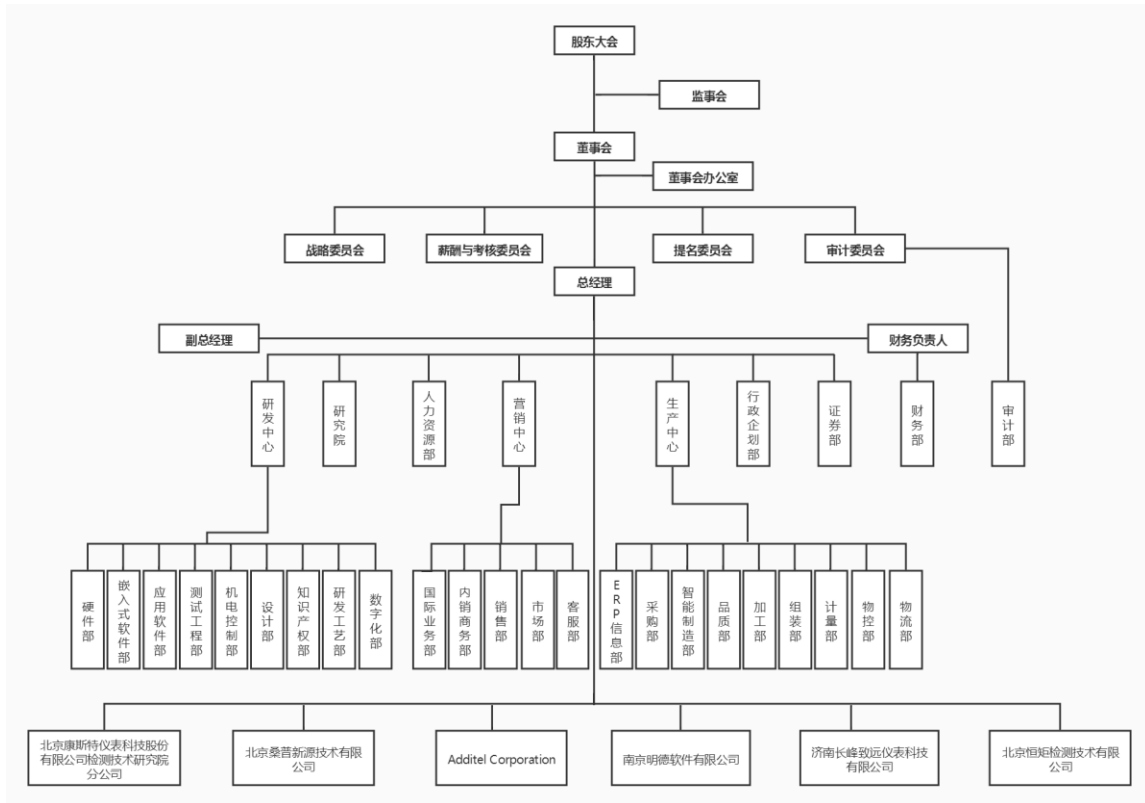 股东大会
监事会
董事会
董事会办公室
战略委员会
薪酬与考核委员会
提名委员会
审计委员会
总经理
副总经理
财务负责人
研发中心
研究院
人力资源部
营销中心
生产中心
行政企划部
证券部
财务部
审计部
硬件部
嵌入式软件部
应用软件部
测试工程部
机电控制部
设计部
知识产权部
研发工艺部
数字化部
国际业务部
内销商务部
销售部
市场部
客服部
ERP信息部
采购部
智能制造部
品质部
加工部
组装部
计量部
物控部
物流部
北京康斯特仪表科技股份
有限公司检测技术研究院
分公司
北京桑普新源技术有限
公司
Additel Corporation
南京明德软件有限公司
济南长峰致远仪表科技
有限公司
北京恒矩检测技术有限
公司